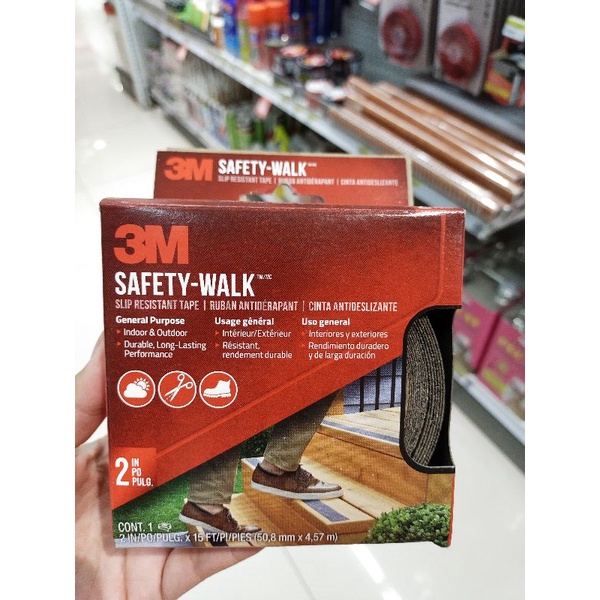 3M SAFETY-WALK
SLIP RESISTANT TAPE | RUBAN ANTIDÉRAPANT | CINTA ANTIDESLIZANTE
3M
SAFETY-WALK™/MC
SLIP RESISTANT TAPE | RUBAN ANTIDÉRAPANT | CINTA ANTIDESLIZANTE
General Purpose
▸ Indoor & Outdoor
▸ Durable, Long-Lasting
Performance
Usage général
▸ Intérieur/Extérieur
▸ Résistant,
rendement durable
Uso general
▸ Interiores y exteriores
▸ Rendimiento duradero
y de larga duración
2 IN
PO
PULG.
CONT. 1
2 IN/PO/PULG. x 15 FT/PI/PIES (50,8 mm x 4,57 m)